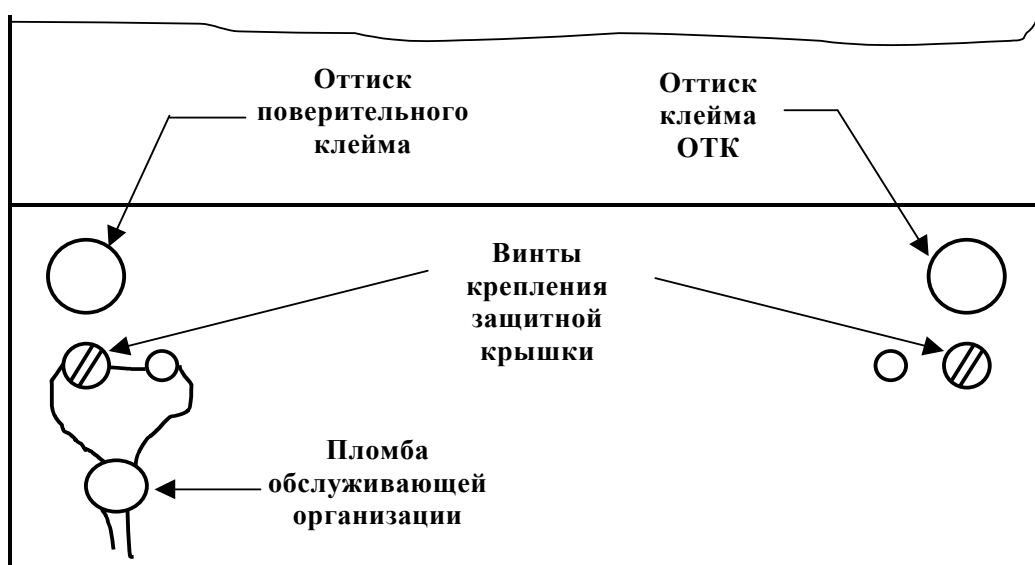 Оттиск
поверительного
клейма
Оттиск
клейма
ОТК
Винты
крепления
защитной
крышки
Пломба
обслуживающей
организации